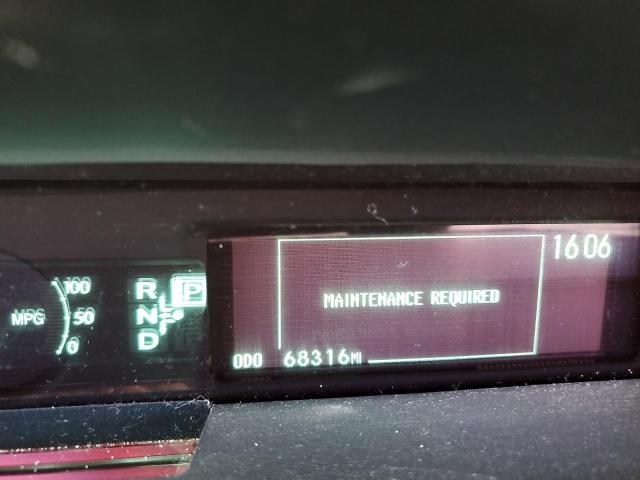 1606
100
R P
MPG 50 N
D
0
MAINTENANCE REQUIRED
ODO 68316MI